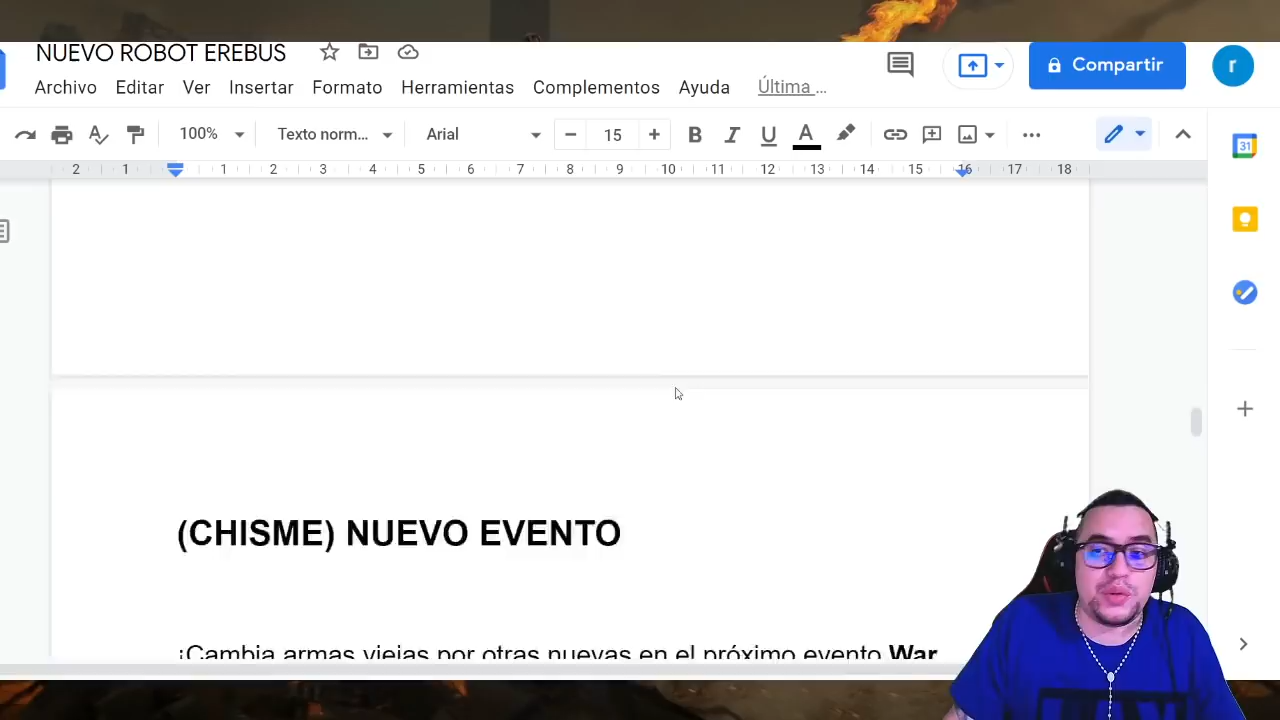 NUEVO ROBOT EREBUS
Archivo Editar Ver Insertar Formato Herramientas Complementos Ayuda Última …
Compartir
r
100% Texto norm... Arial 15 B I U A
2 1 1 2 3 4 5 6 7 8 9 10 11 12 13 14 15 16 17 18
31
(CHISME) NUEVO EVENTO
¡Cambia armas viejas por otras nuevas en el próximo evento War